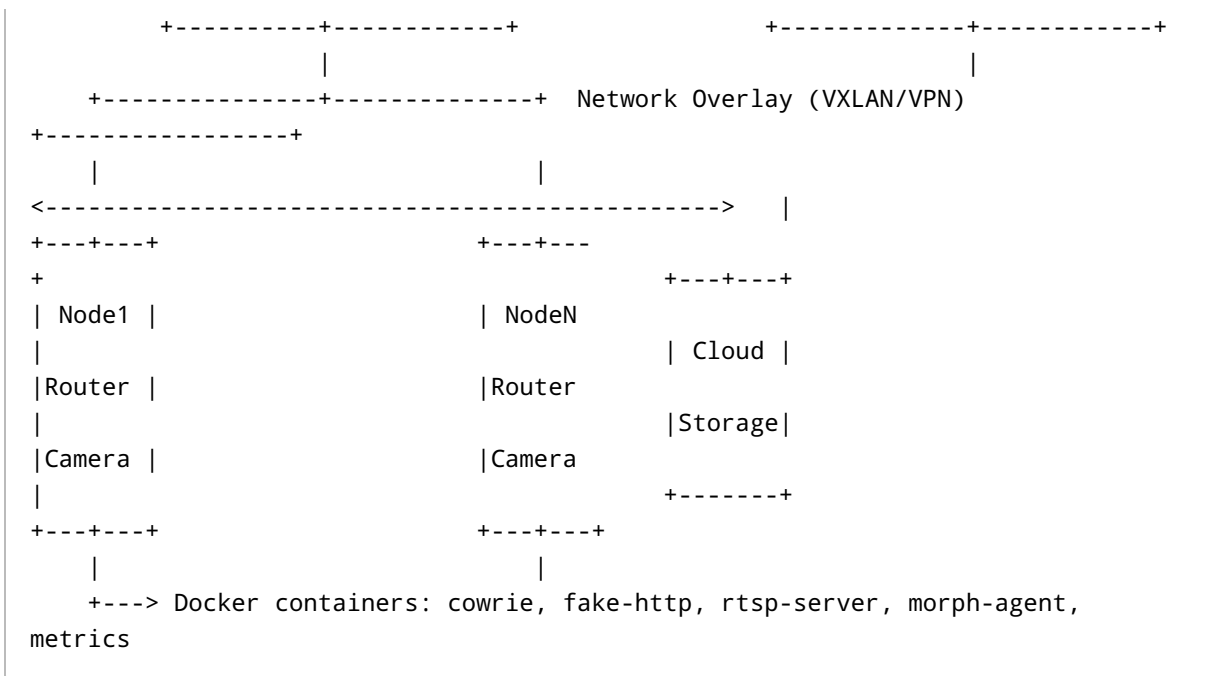 +----------+------------+ +-------------+------------+
| |
+---------------+--------------+ Network Overlay (VXLAN/VPN)
+-----------------+
| |
<-----------------------------------------------> |
+---+---+ +---+---
+
+---+---+
| Node1 | | NodeN
|
| Cloud |
|Router | |Router
|
|Storage|
|Camera | |Camera
|
+-------+
+---+---+ +---+---+
| |
+---> Docker containers: cowrie, fake-http, rtsp-server, morph-agent,
metrics